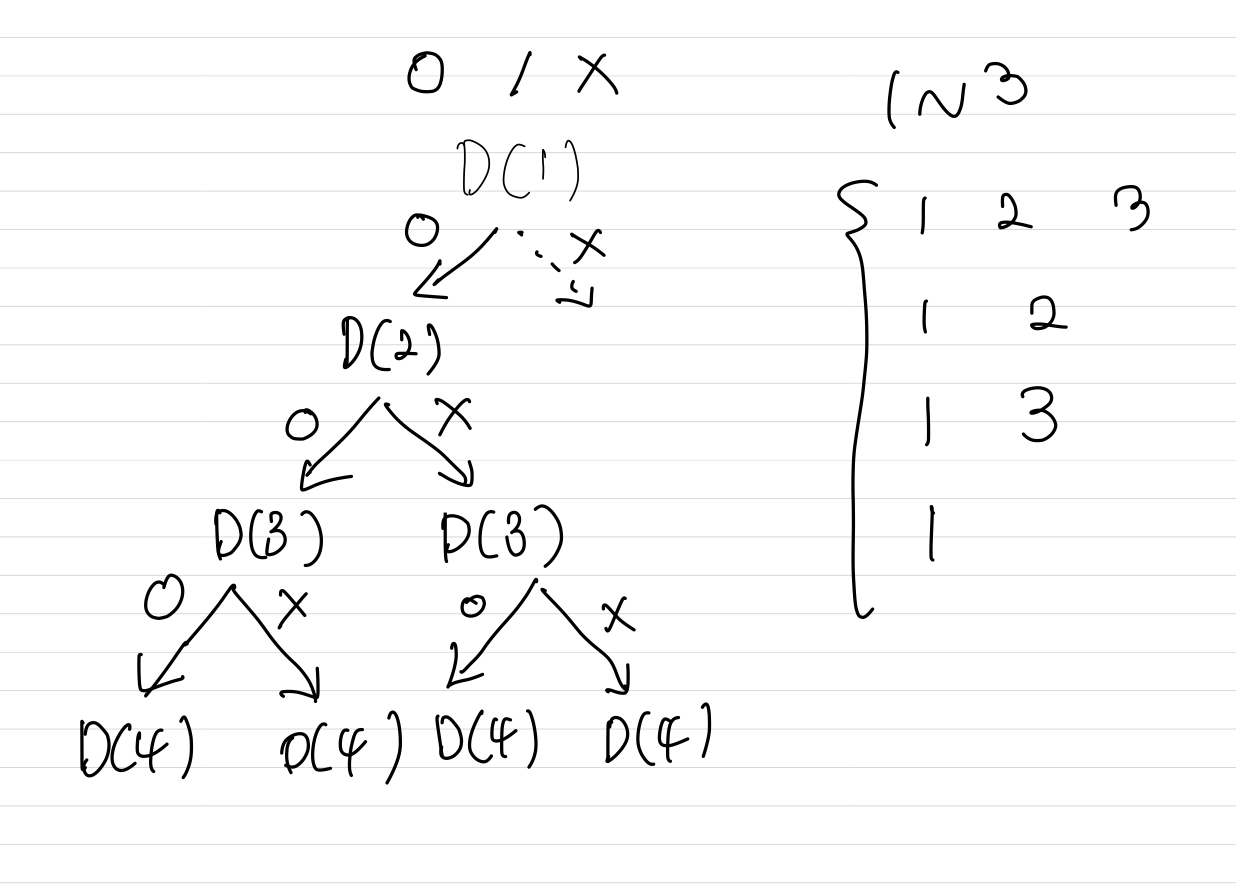 O / X
1 ~ 3
D(1)
1 2 3
O X
D(2)
1 2
O X
1 3
D(3) D(3)
1
O X O X
D(4) D(4) D(4) D(4)